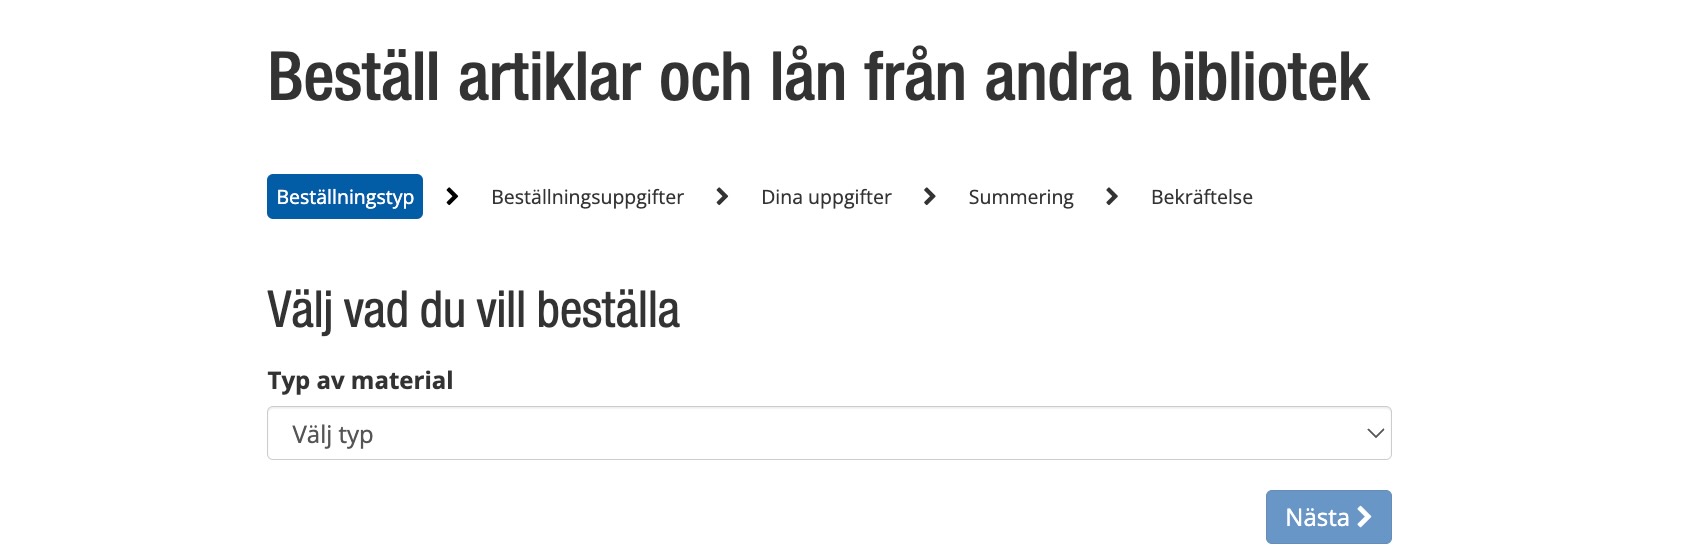 Beställ artiklar och lån från andra bibliotek
Beställningstyp Beställningsuppgifter Dina uppgifter Summering Bekräftelse
Välj vad du vill beställa
Typ av material
Välj typ
Nästa